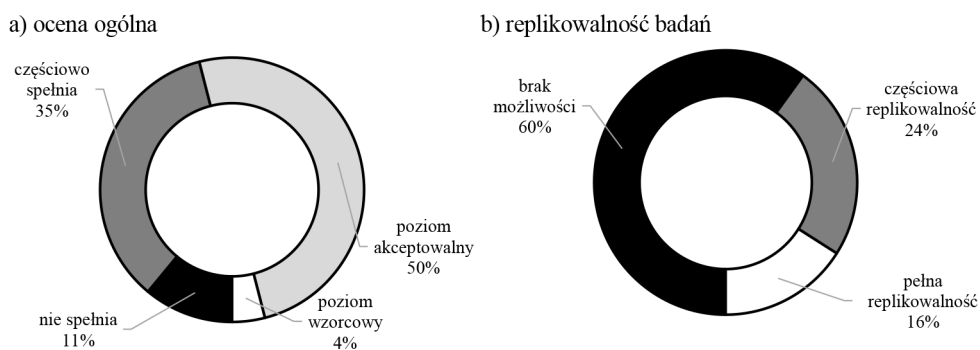 a) ocena ogólna
częściowo
spełnia
35%
poziom
akceptowalny
50%
nie spełnia
11%
poziom
wzorcowy
4%
b) replikowalność badań
brak
możliwości
60%
częściowa
replikowalność
24%
pełna
replikowalność
16%